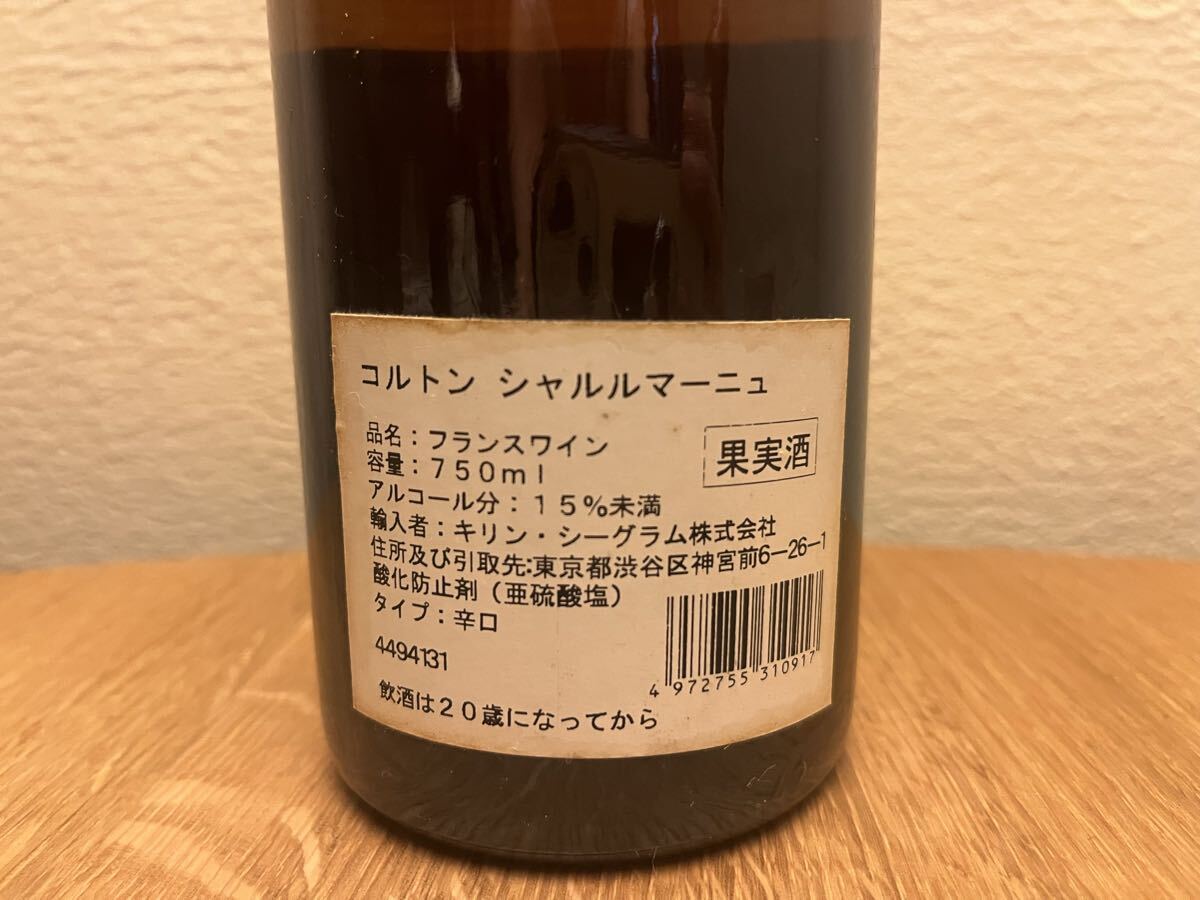 コルトン シャルルマーニュ
品名：フランスワイン
果実酒
容量：７５０ｍｌ
アルコール分：１５％未満
輸入者：キリン・シーグラム株式会社
住所及び引取先:東京都渋谷区神宮前6-26-1
酸化防止剤（亜硫酸塩）
タイプ：辛口
4494131
4 972755 310917
飲酒は２０歳になってから